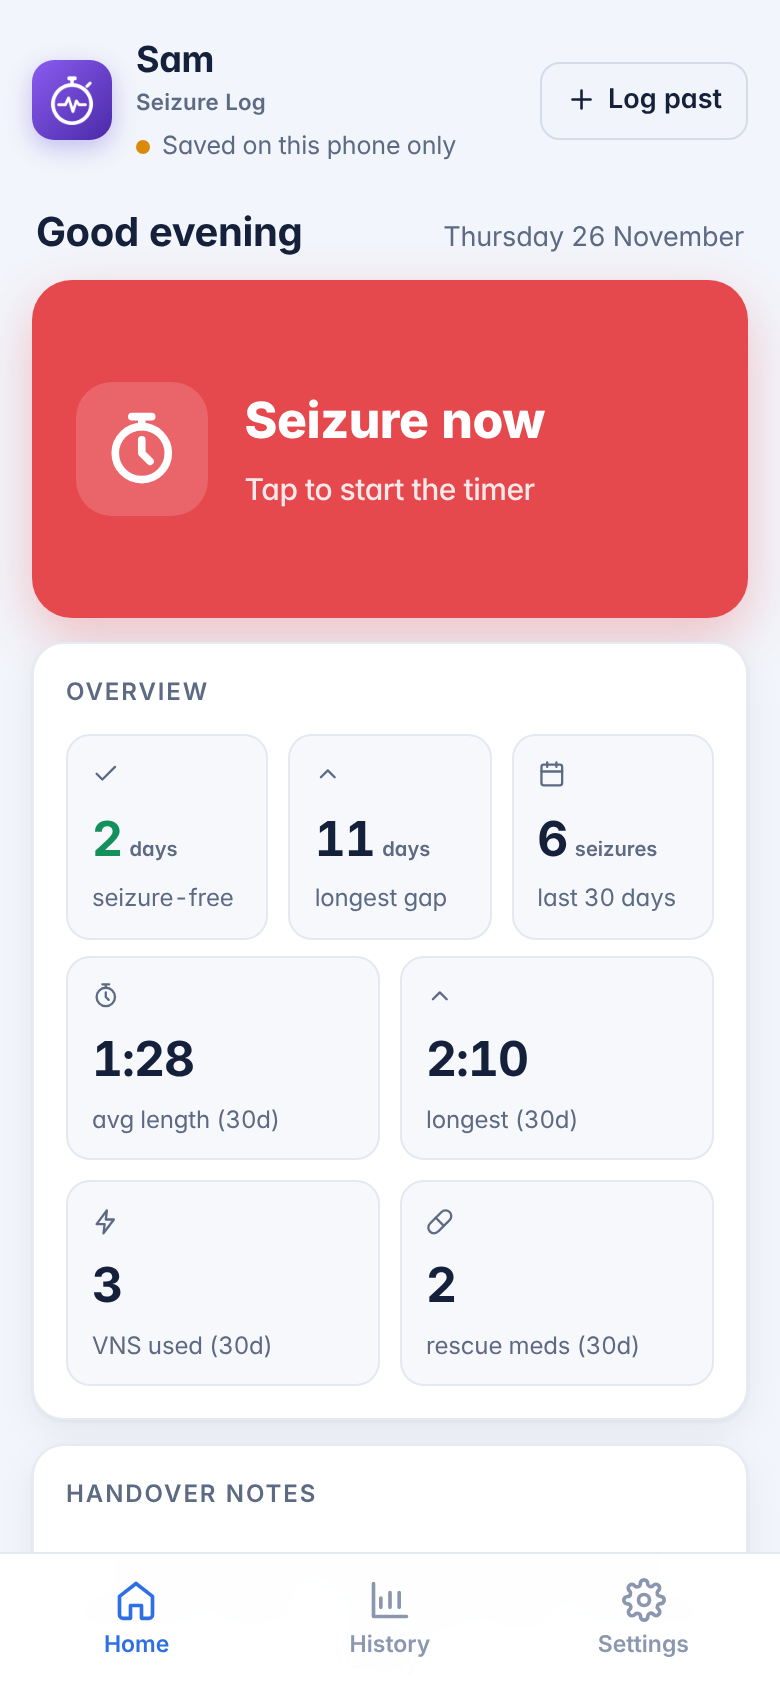 Sam
Seizure Log
Saved on this phone only
Log past
Good evening
Thursday 26 November
Seizure now
Tap to start the timer
OVERVIEW
2 days
seizure-free
11 days
longest gap
6 seizures
last 30 days
1:28
avg length (30d)
2:10
longest (30d)
3
VNS used (30d)
2
rescue meds (30d)
HANDOVER NOTES
Home
History
Settings